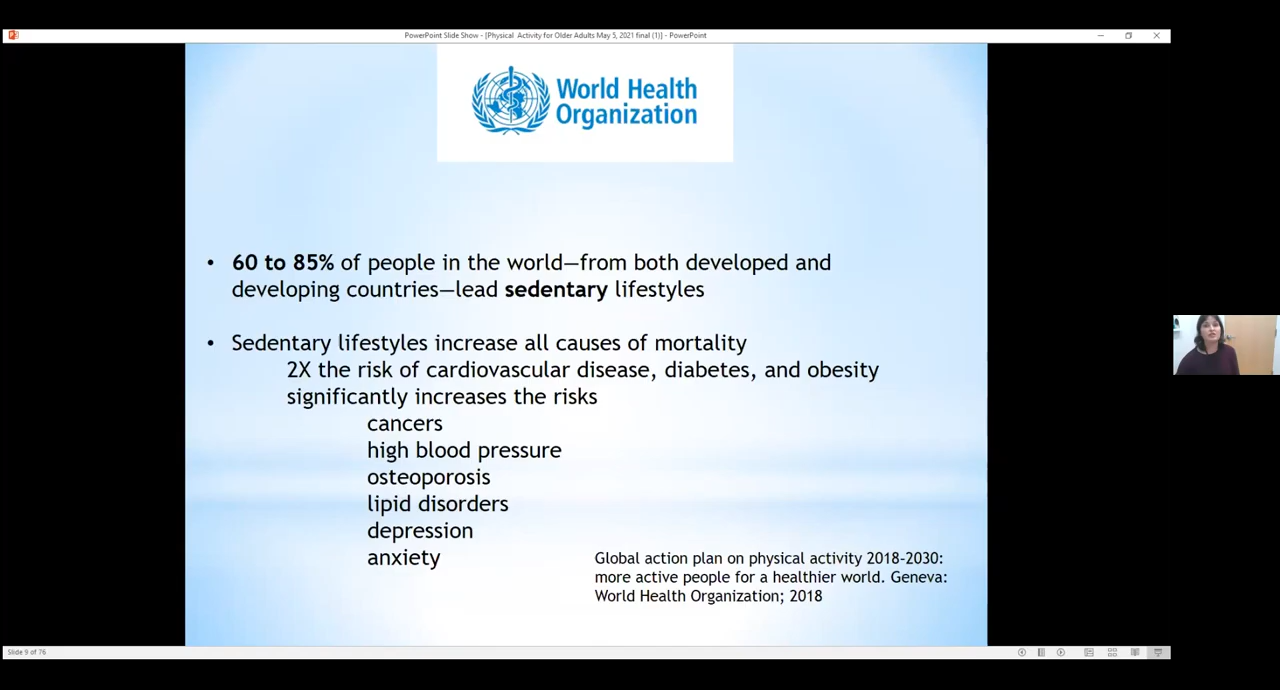 PowerPoint Slide Show - [Physical Activity for Older Adults May 5, 2021 final (1)] - PowerPoint
World Health
Organization
• 60 to 85% of people in the world—from both developed and
developing countries—lead sedentary lifestyles
• Sedentary lifestyles increase all causes of mortality
2X the risk of cardiovascular disease, diabetes, and obesity
significantly increases the risks
cancers
high blood pressure
osteoporosis
lipid disorders
depression
anxiety
Global action plan on physical activity 2018-2030:
more active people for a healthier world. Geneva:
World Health Organization; 2018
Slide 9 of 76